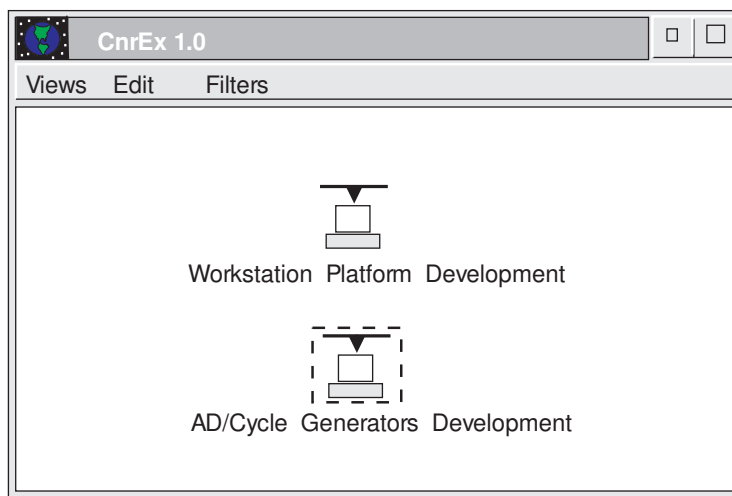 CnrEx 1.0
Views Edit Filters
Workstation Platform Development
AD/Cycle Generators Development